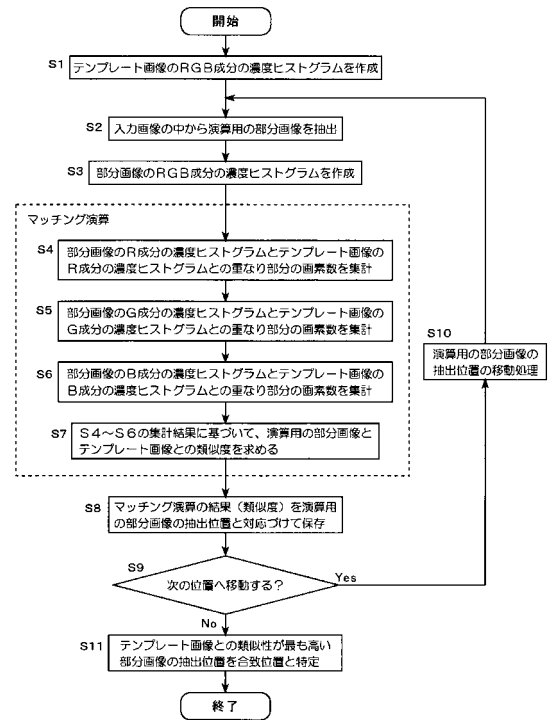 開始
S1
テンプレート画像のRGB成分の濃度ヒストグラムを作成
S2
入力画像の中から演算用の部分画像を抽出
S3
部分画像のRGB成分の濃度ヒストグラムを作成
マッチング演算
S4
部分画像のR成分の濃度ヒストグラムとテンプレート画像の
R成分の濃度ヒストグラムとの重なり部分の画素数を集計
S5
部分画像のG成分の濃度ヒストグラムとテンプレート画像の
G成分の濃度ヒストグラムとの重なり部分の画素数を集計
S6
部分画像のB成分の濃度ヒストグラムとテンプレート画像の
B成分の濃度ヒストグラムとの重なり部分の画素数を集計
S7
S4～S6の集計結果に基づいて、演算用の部分画像と
テンプレート画像との類似度を求める
S8
マッチング演算の結果（類似度）を演算用
の部分画像の抽出位置と対応づけて保存
S9
次の位置へ移動する？
Yes
No
S10
演算用の部分画像の
抽出位置の移動処理
S11
テンプレート画像との類似性が最も高い
部分画像の抽出位置を合致位置と特定
終了